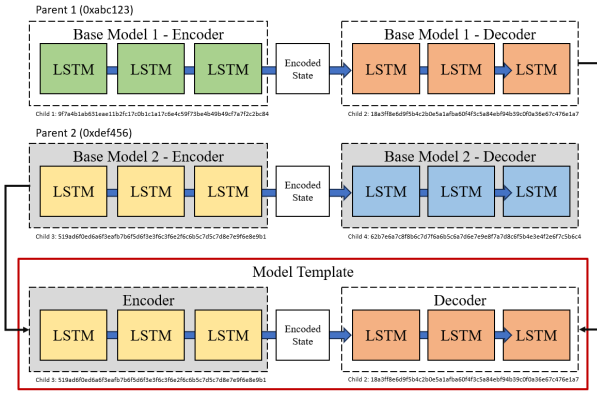 Parent 1 (0xabc123)
Base Model 1 - Encoder
Base Model 1 - Decoder
LSTM LSTM LSTM Encoded State LSTM LSTM LSTM
Child 1: 9f7a4b1ab631eae11b2fc17c0b1c1a17c6e4c59f73be4b49b49cf7a7f2c2bc84
Child 2: 18a3ff8e6d9f5b4c2b0e5a1afba60f4f3c5a84ebf94b39c0f0a36e67c476e1a7
Parent 2 (0xdef456)
Base Model 2 - Encoder
Base Model 2 - Decoder
LSTM LSTM LSTM Encoded State LSTM LSTM LSTM
Child 3: 519ad6f0ed6a6f3eafb7b6f5d6f3e3f6c3f6e2f6c6b5c7d5c7d8e7e9f6e8e9b1
Child 4: 62b7e6a7c8f8b6c7d7f6a6b5c6a7d6e7e9e8f7a7d8c6f5b4e3e4f2e6f7c5b6c4
Model Template
Encoder
Decoder
LSTM LSTM LSTM Encoded State LSTM LSTM LSTM
Child 3: 519ad6f0ed6a6f3eafb7b6f5d6f3e3f6c3f6e2f6c6b5c7d5c7d8e7e9f6e8e9b1
Child 2: 18a3ff8e6d9f5b4c2b0e5a1afba60f4f3c5a84ebf94b39c0f0a36e67c476e1a7